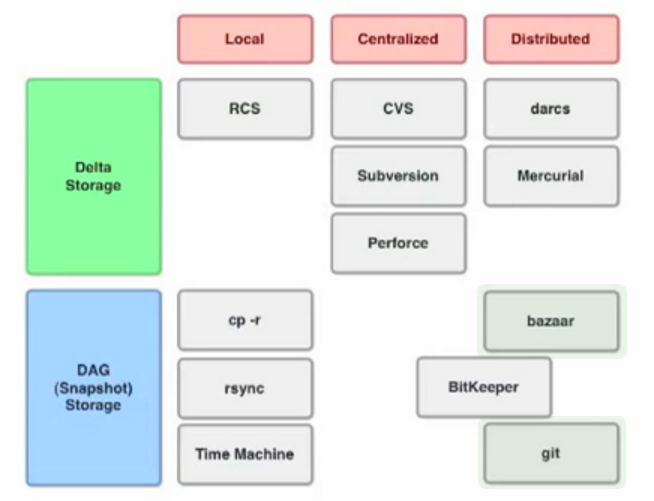 Local
Centralized
Distributed
Delta
Storage
RCS
CVS
darcs
Subversion
Mercurial
Perforce
DAG
(Snapshot)
Storage
cp -r
bazaar
rsync
BitKeeper
Time Machine
git